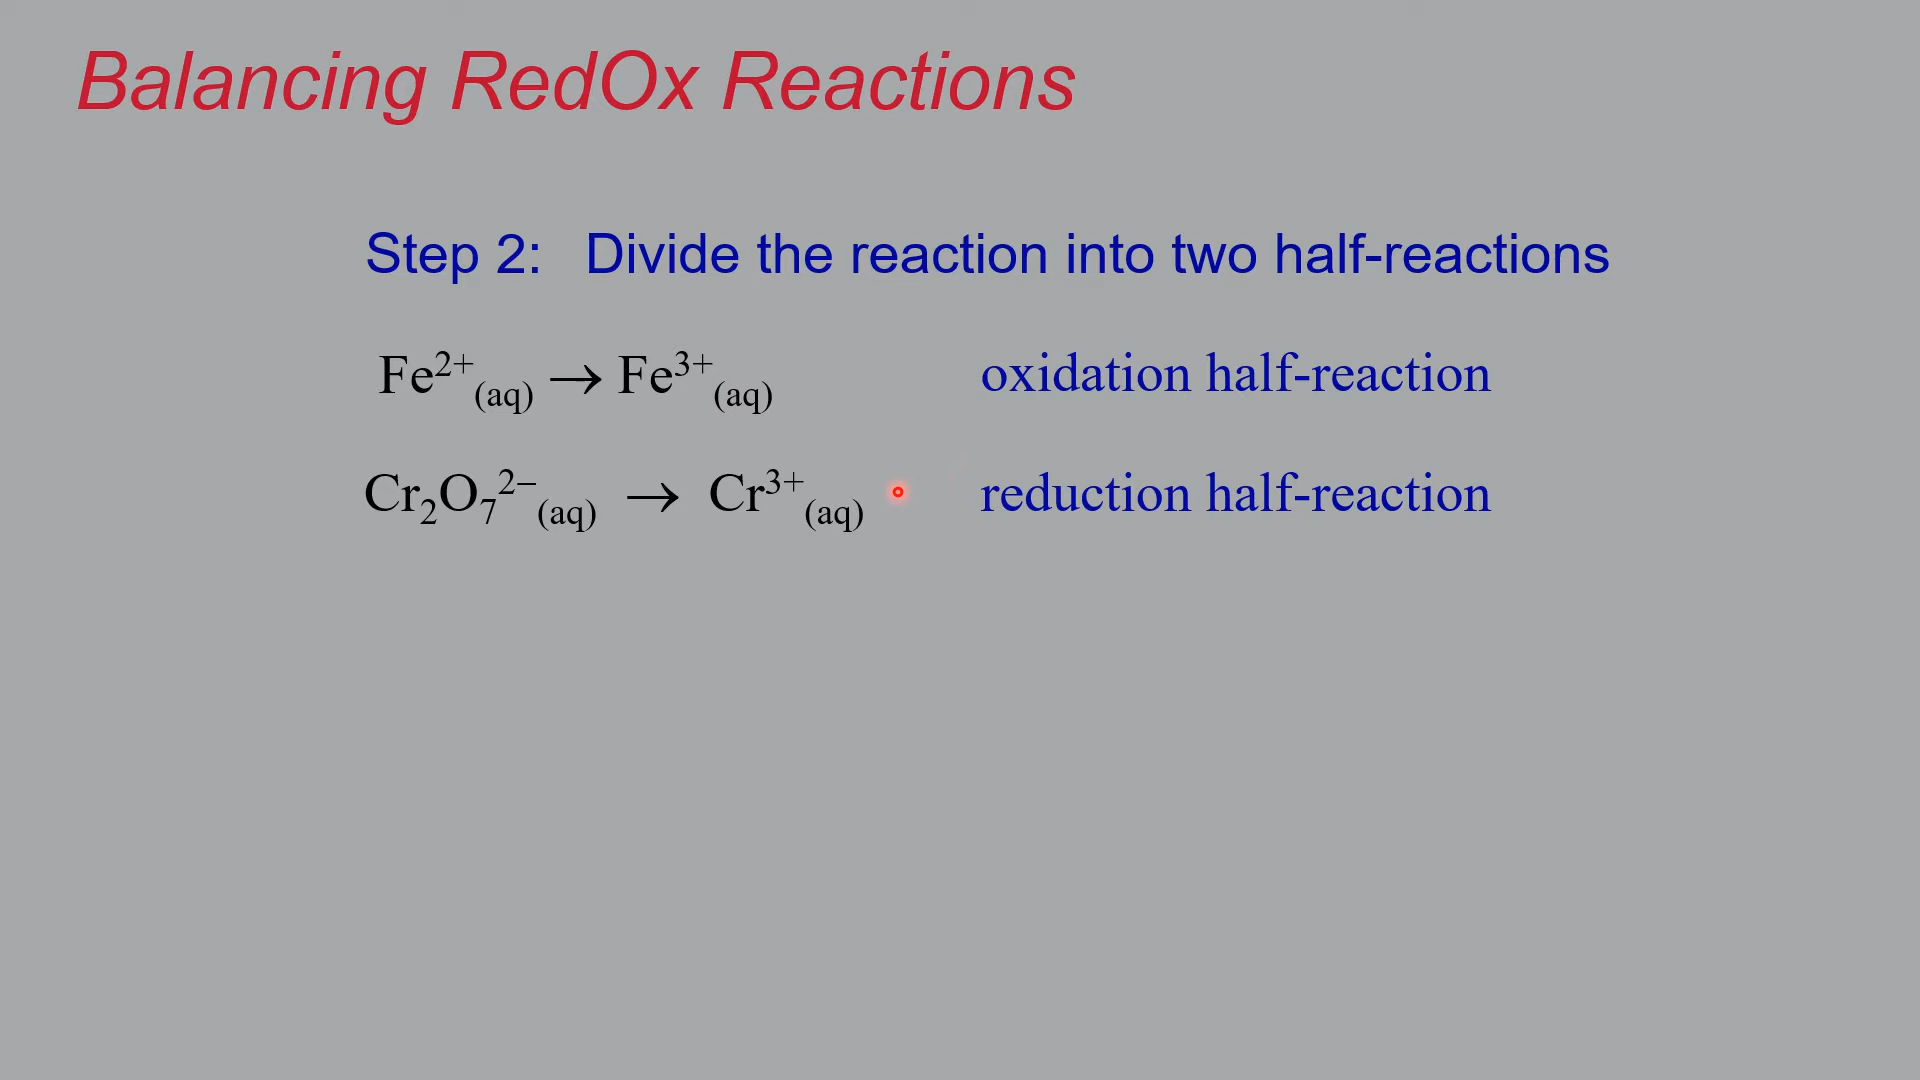 Balancing RedOx Reactions
Step 2: Divide the reaction into two half-reactions
Fe²⁺(aq) → Fe³⁺(aq) oxidation half-reaction
Cr₂O₇²⁻(aq) → Cr³⁺(aq) reduction half-reaction